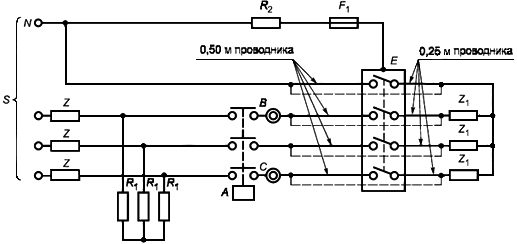 N
R2
F1
0,50 м проводника
E
0,25 м проводника
S
Z
B
Z1
Z
Z1
Z
C
Z1
R1 R1 R1
A